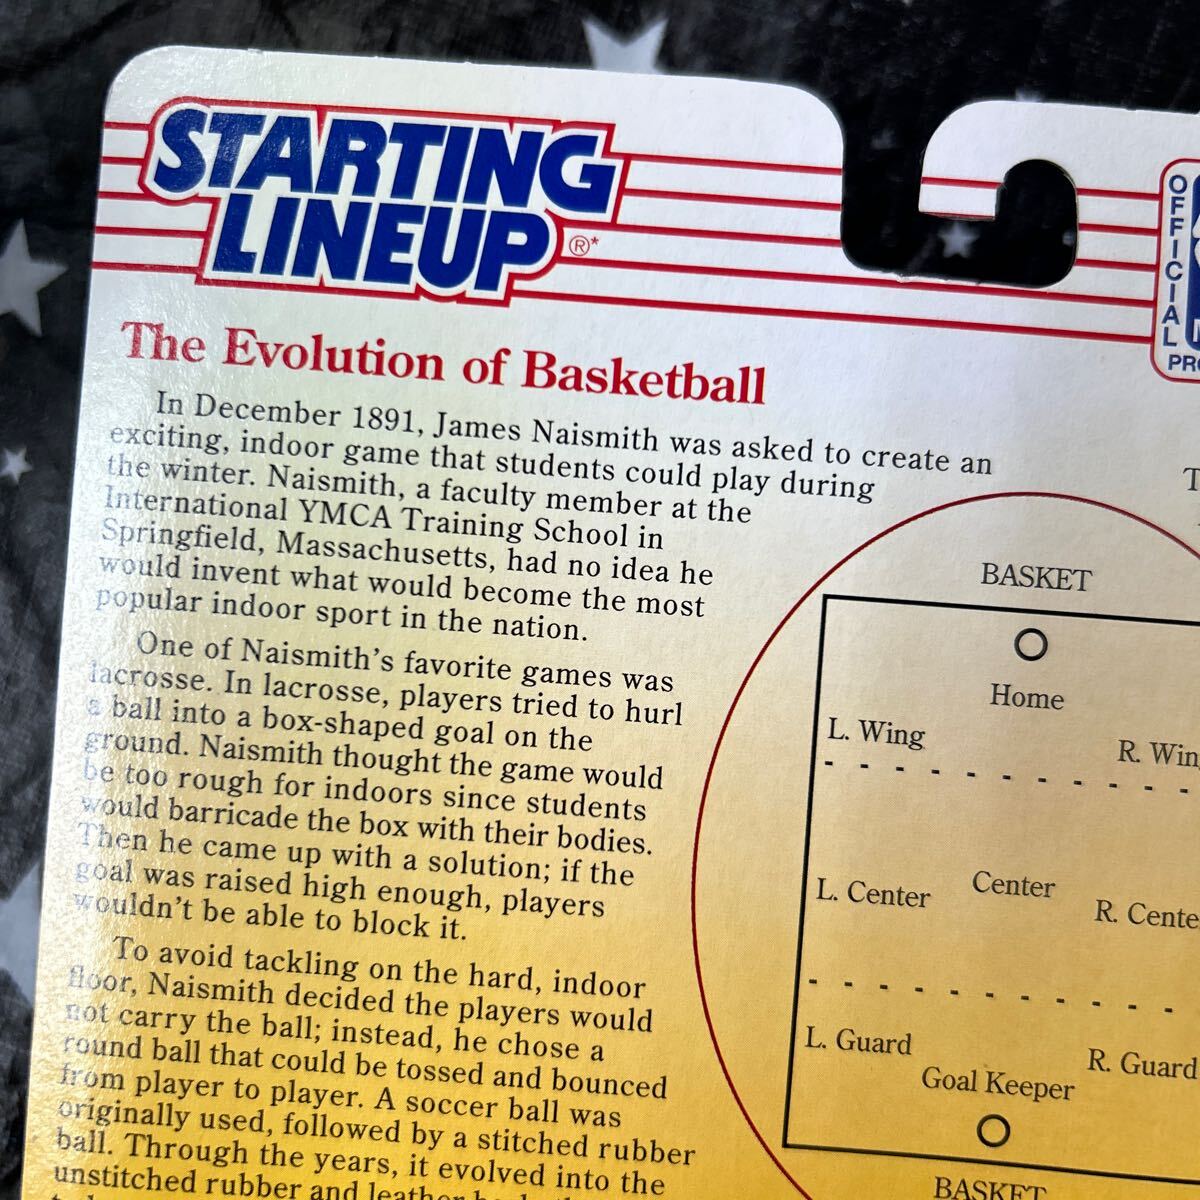 STARTING
LINEUP®*
OFFICIAL
The Evolution of Basketball
In December 1891, James Naismith was asked to create an
exciting, indoor game that students could play during
the winter. Naismith, a faculty member at the
International YMCA Training School in
Springfield, Massachusetts, had no idea he
would invent what would become the most
popular indoor sport in the nation.
One of Naismith's favorite games was
lacrosse. In lacrosse, players tried to hurl
a ball into a box-shaped goal on the
ground. Naismith thought the game would
be too rough for indoors since students
would barricade the box with their bodies.
Then he came up with a solution; if the
goal was raised high enough, players
wouldn't be able to block it.
To avoid tackling on the hard, indoor
floor, Naismith decided the players would
not carry the ball; instead, he chose a
round ball that could be tossed and bounced
from player to player. A soccer ball was
originally used, followed by a stitched rubber
ball. Through the years, it evolved into the
unstitched rubber and leather
BASKET
Home
L. Wing
R. Win
L. Center
Center
R. Cente
L. Guard
R. Guard
Goal Keeper
BASKET